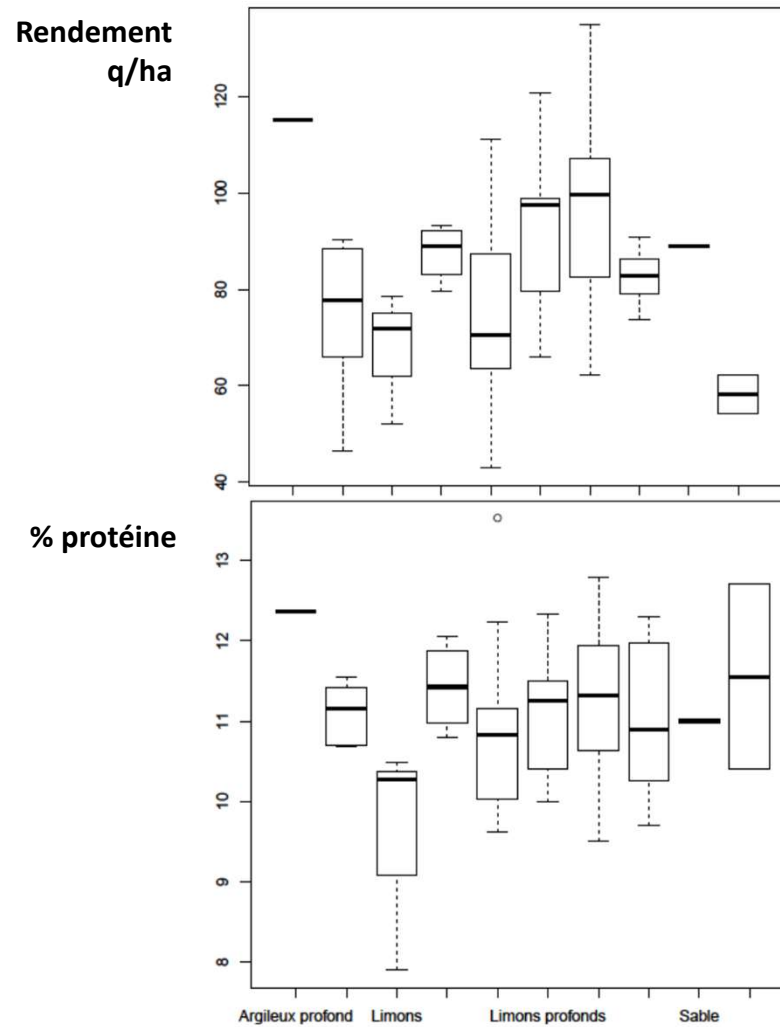 Rendement
q/ha
120
100
80
60
40
% protéine
13
12
11
10
9
8
Argileux profond Limons Limons profonds Sable